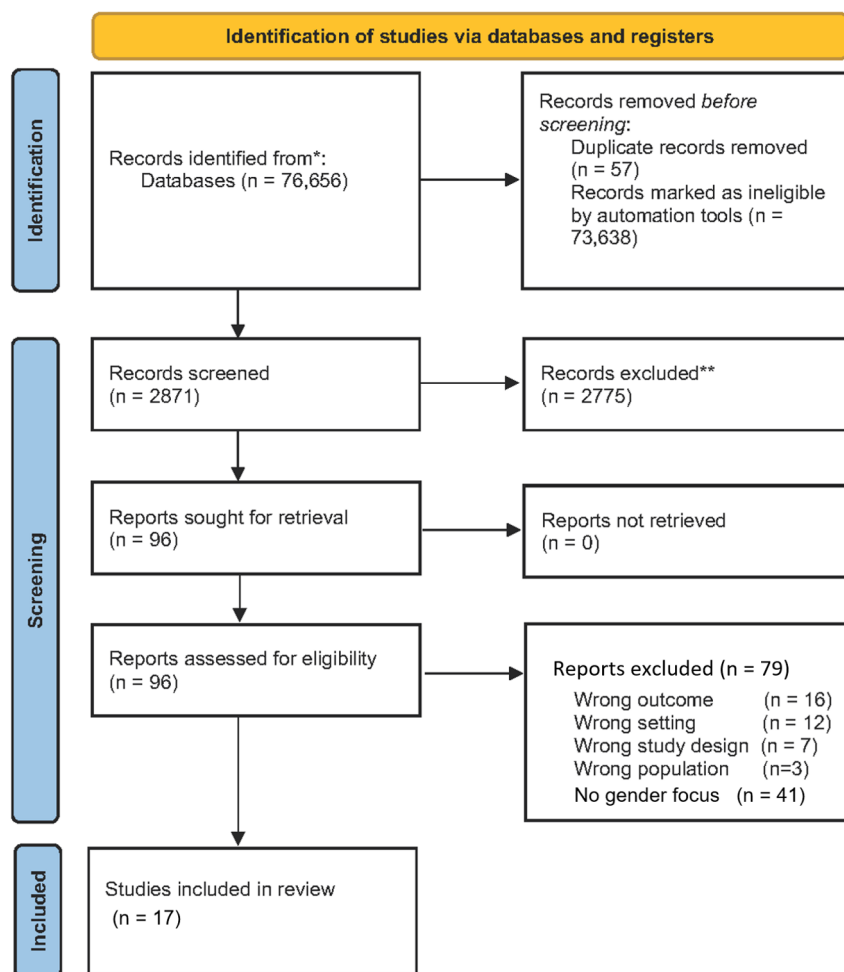 Identification of studies via databases and registers
Identification
Records identified from*:
Databases (n = 76,656)
Records removed before
screening:
Duplicate records removed
(n = 57)
Records marked as ineligible
by automation tools (n =
73,638)
Screening
Records screened
(n = 2871)
Records excluded**
(n = 2775)
Reports sought for retrieval
(n = 96)
Reports not retrieved
(n = 0)
Reports assessed for eligibility
(n = 96)
Reports excluded (n = 79)
Wrong outcome (n = 16)
Wrong setting (n = 12)
Wrong study design (n = 7)
Wrong population (n=3)
No gender focus (n = 41)
Included
Studies included in review
(n = 17)